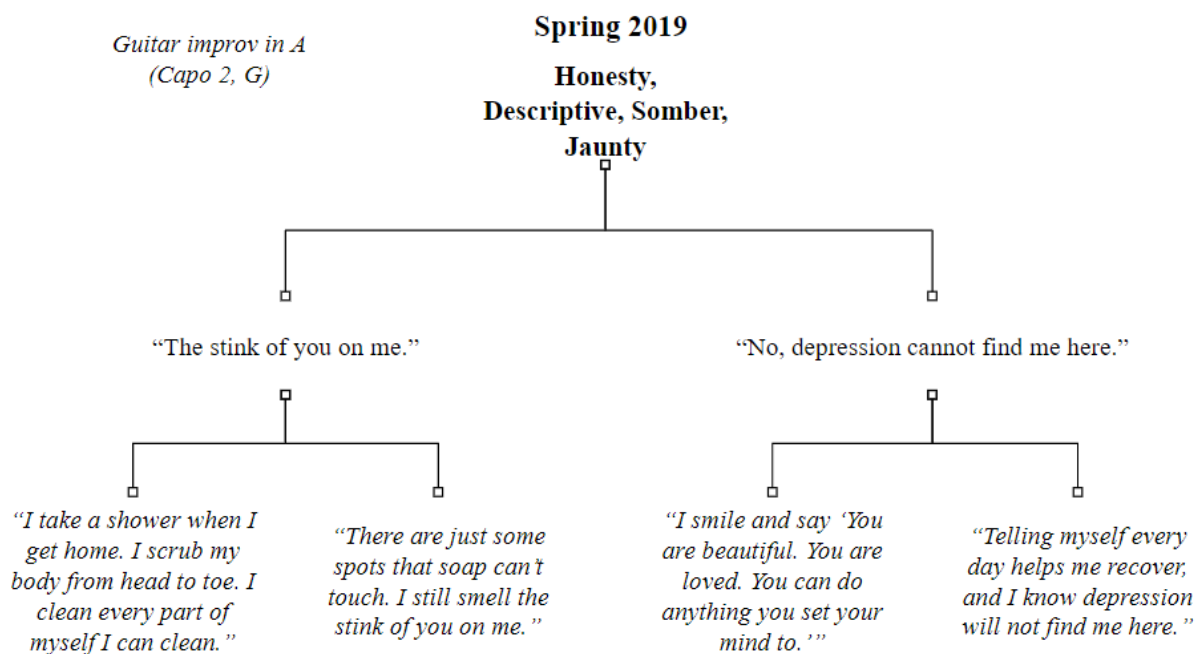 Guitar improv in A
(Capo 2, G)
Spring 2019
Honesty,
Descriptive, Somber,
Jaunty
“The stink of you on me.”
“No, depression cannot find me here.”
“I take a shower when I
get home. I scrub my
body from head to toe. I
clean every part of
myself I can clean.”
“There are just some
spots that soap can’t
touch. I still smell the
stink of you on me.”
“I smile and say ‘You
are beautiful. You are
loved. You can do
anything you set your
mind to.’”
“Telling myself every
day helps me recover,
and I know depression
will not find me here.”